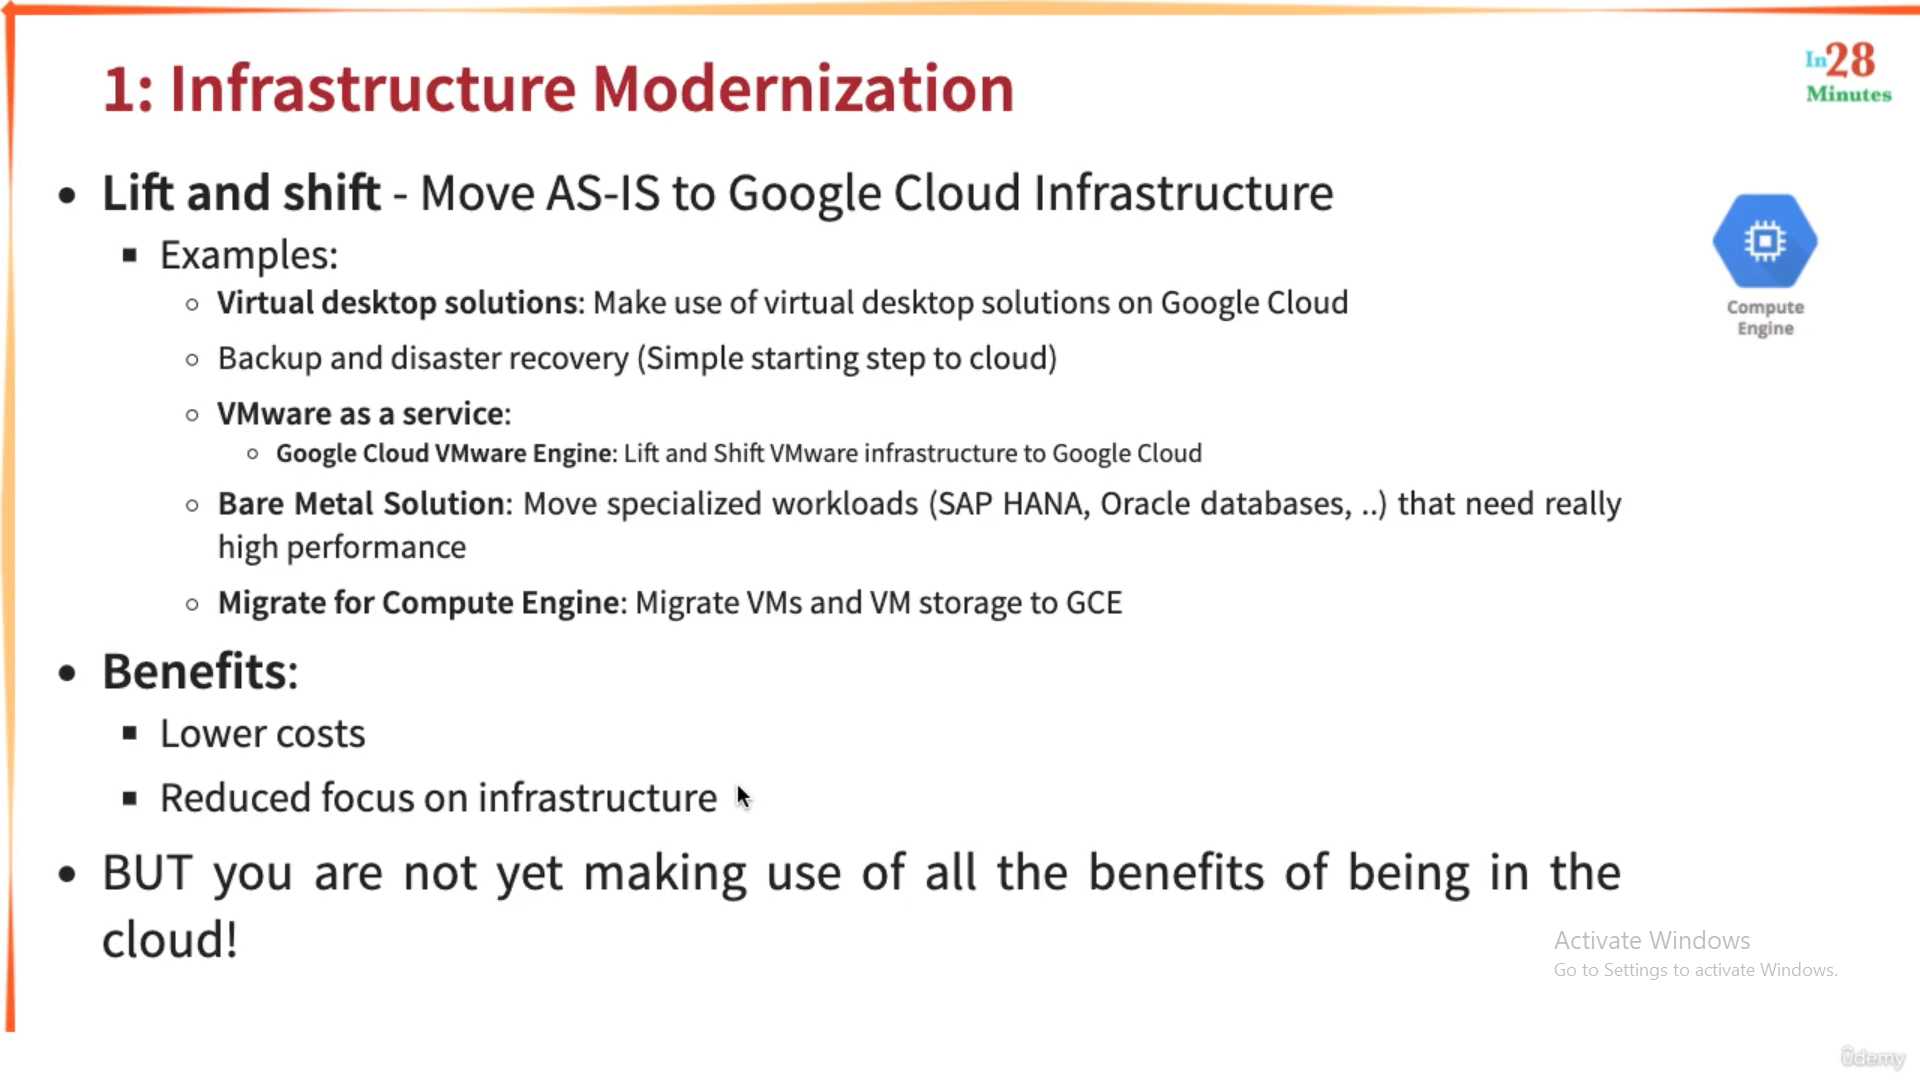 1: Infrastructure Modernization
In28
Minutes
• Lift and shift - Move AS-IS to Google Cloud Infrastructure
▪ Examples:
○ Virtual desktop solutions: Make use of virtual desktop solutions on Google Cloud
○ Backup and disaster recovery (Simple starting step to cloud)
○ VMware as a service:
○ Google Cloud VMware Engine: Lift and Shift VMware infrastructure to Google Cloud
○ Bare Metal Solution: Move specialized workloads (SAP HANA, Oracle databases, ..) that need really
high performance
○ Migrate for Compute Engine: Migrate VMs and VM storage to GCE
Compute
Engine
• Benefits:
▪ Lower costs
▪ Reduced focus on infrastructure
• BUT you are not yet making use of all the benefits of being in the
cloud!
Activate Windows
Go to Settings to activate Windows.
ûdemy